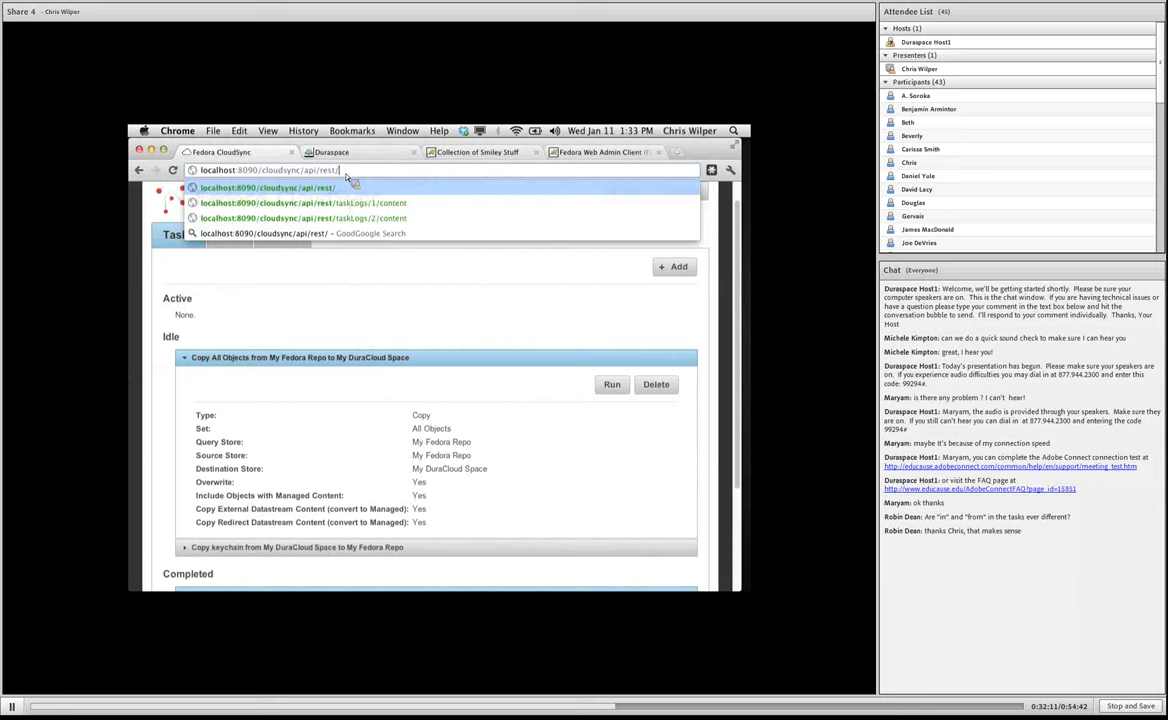 Share 4 - Chris Wilper
Chrome File Edit View History Bookmarks Window Help Wed Jan 11 1:33 PM Chris Wilper
Fedora CloudSync Duraspace Collection of Smiley Stuff Fedora Web Admin Client (F
localhost:8090/cloudsync/api/rest/
localhost:8090/cloudsync/api/rest/
localhost:8090/cloudsync/api/rest/taskLogs/1/content
localhost:8090/cloudsync/api/rest/taskLogs/2/content
localhost:8090/cloudsync/api/rest/ - GoodGoogle Search
Tas
+ Add
Active
None.
Idle
Copy All Objects from My Fedora Repo to My DuraCloud Space
Run Delete
Type: Copy
Set: All Objects
Query Store: My Fedora Repo
Source Store: My Fedora Repo
Destination Store: My DuraCloud Space
Overwrite: Yes
Include Objects with Managed Content: Yes
Copy External Datastream Content (convert to Managed): Yes
Copy Redirect Datastream Content (convert to Managed): Yes
Copy keychain from My DuraCloud Space to My Fedora Repo
Completed
Attendee List (45)
Hosts (1)
Duraspace Host1
Presenters (1)
Chris Wilper
Participants (43)
A. Soroka
Benjamin Armintor
Beth
Beverly
Carissa Smith
Chris
Daniel Yule
David Lacy
Douglas
Gervais
James MacDonald
Joe DeVries
Chat (Everyone)
Duraspace Host1: Welcome, we'll be getting started shortly. Please be sure your
computer speakers are on. This is the chat window. If you are having technical issues or
have a question please type your comment in the text box below and hit the
conversation bubble to send. I'll respond to your comment individually. Thanks, Your
Host
Michele Kimpton: can we do a quick sound check to make sure I can hear you
Michele Kimpton: great, I hear you!
Duraspace Host1: Today's presentation has begun. Please make sure your speakers are
on. If you experience audio difficulties you may dial in at 877.944.2300 and enter this
code: 99294#.
Maryam: is there any problem ? I can't hear!
Duraspace Host1: Maryam, the audio is provided through your speakers. Make sure they
are on. If you still can't hear you can dial in at 877.944.2300 and entering the code
99294#
Maryam: maybe It's because of my connection speed
Duraspace Host1: Maryam, you can complete the Adobe Connect connection test at
http://educause.adobeconnect.com/common/help/en/support/meeting_test.htm
Duraspace Host1: or visit the FAQ page at
http://www.educause.edu/AdobeConnectFAQ?page_id=15851
Maryam: ok thanks
Robin Dean: Are "in" and "from" in the tasks ever different?
Robin Dean: thanks Chris, that makes sense
0:32:11/0:54:42 Stop and Save